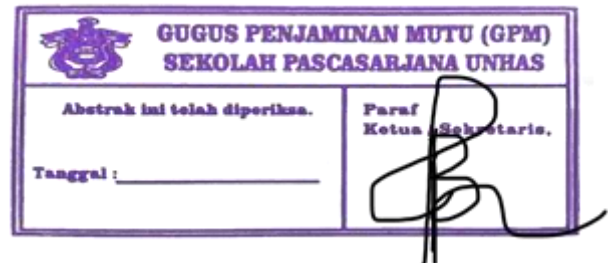 GUGUS PENJAMINAN MUTU (GPM)
SEKOLAH PASCASARJANA UNHAS
Abstrak ini telah diperiksa.
Tanggal :
Paraf
Ketua / Sekretaris,